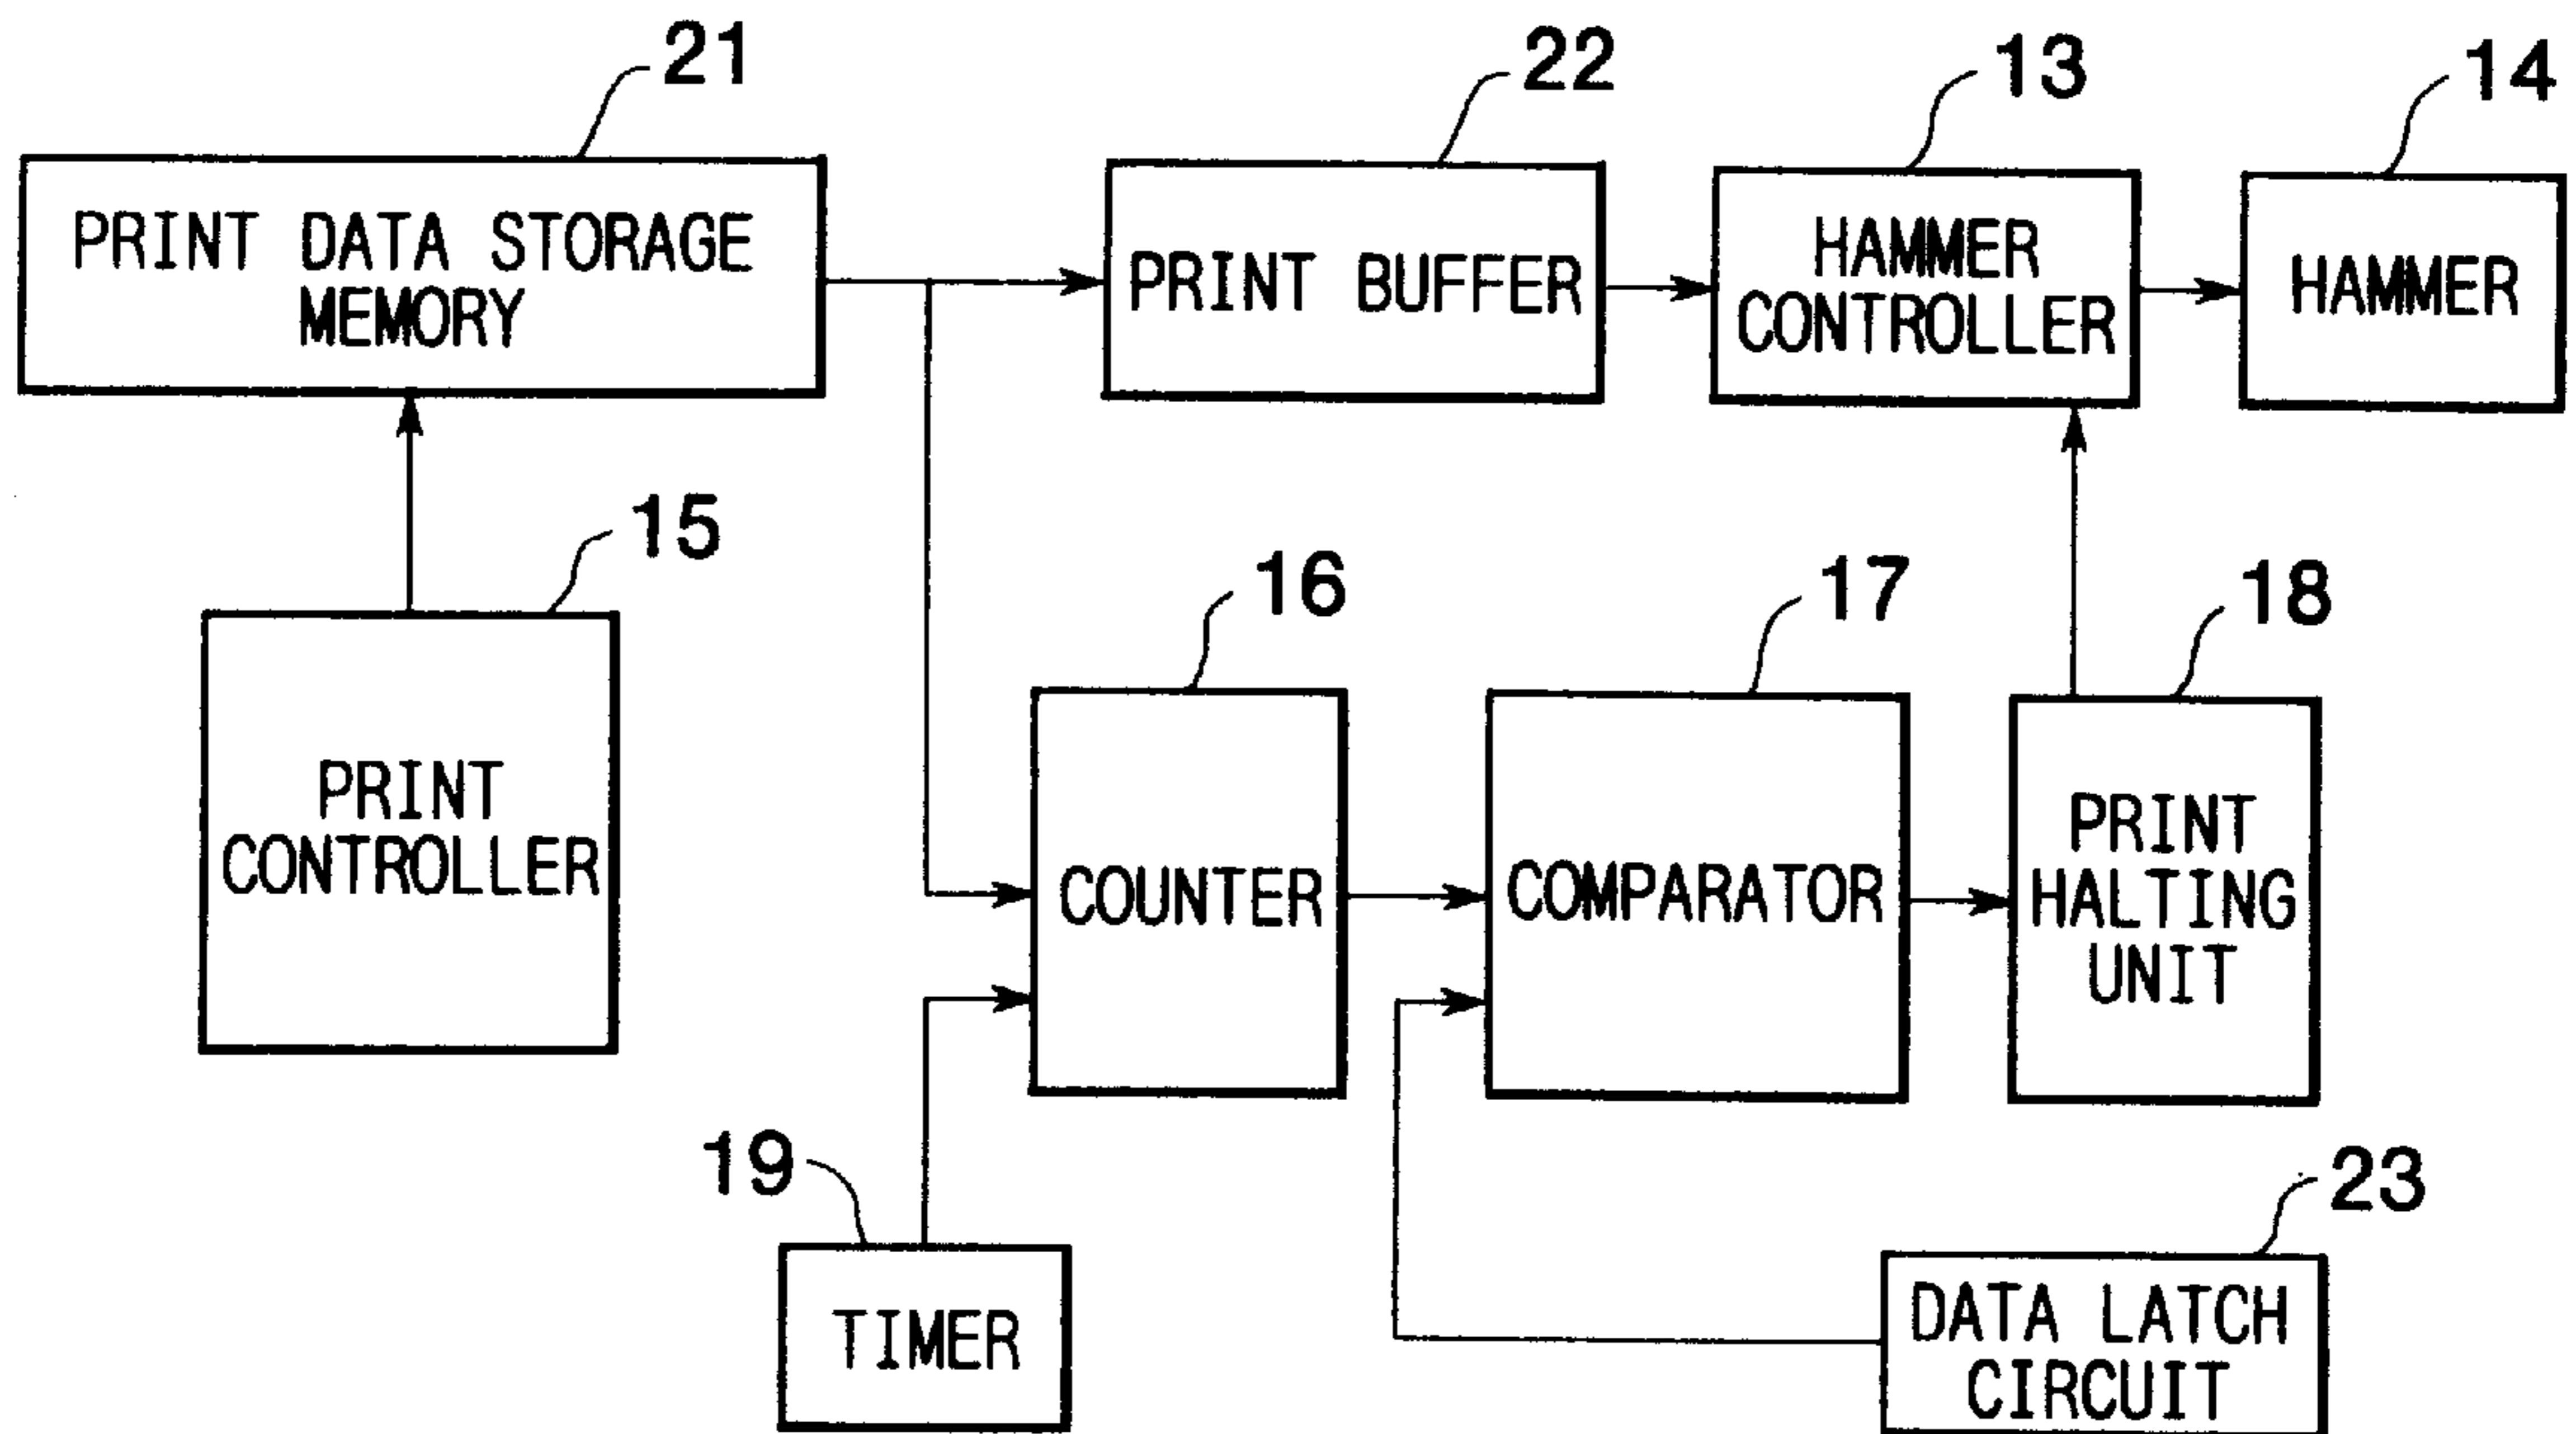 21
22
13
14
PRINT DATA STORAGE
MEMORY
PRINT BUFFER
HAMMER
CONTROLLER
HAMMER
15
16
17
18
PRINT
CONTROLLER
COUNTER
COMPARATOR
PRINT
HALTING
UNIT
19
23
TIMER
DATA LATCH
CIRCUIT